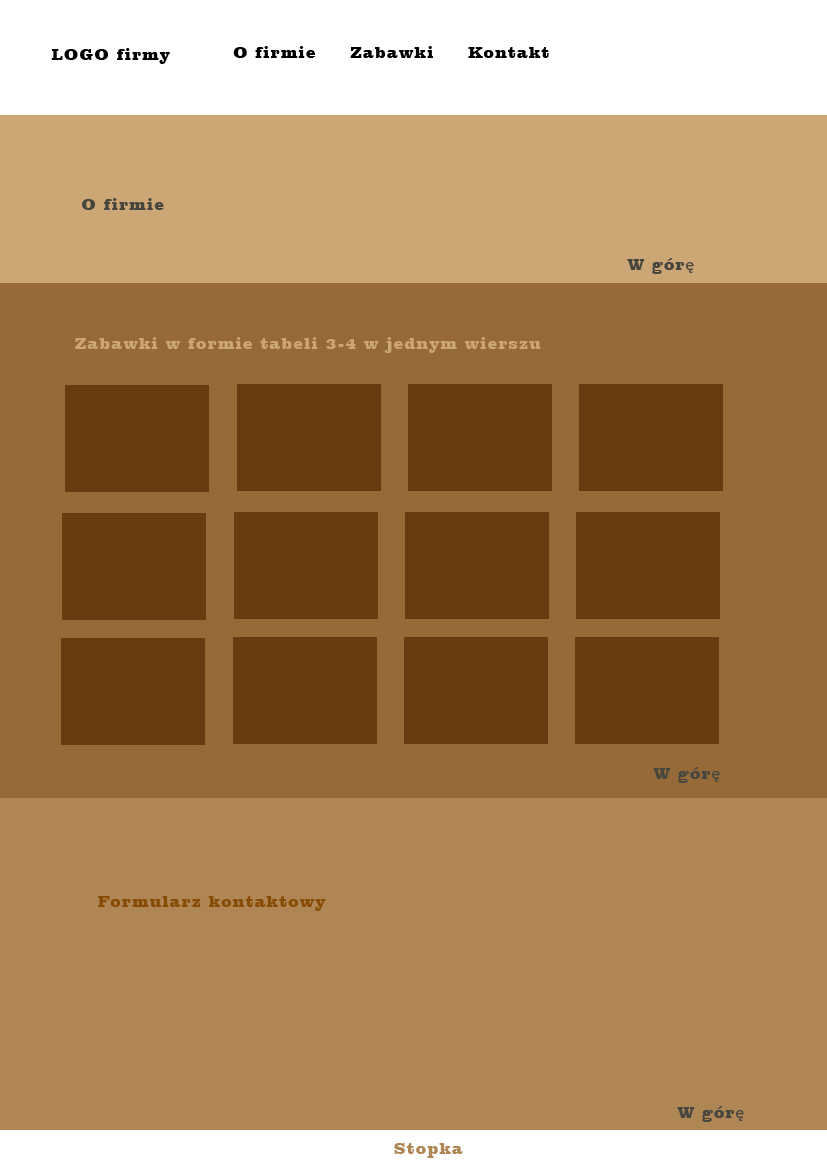 LOGO firmy O firmie Zabawki Kontakt
O firmie
W górę
Zabawki w formie tabeli 3-4 w jednym wierszu
W górę
Formularz kontaktowy
W górę
Stopka